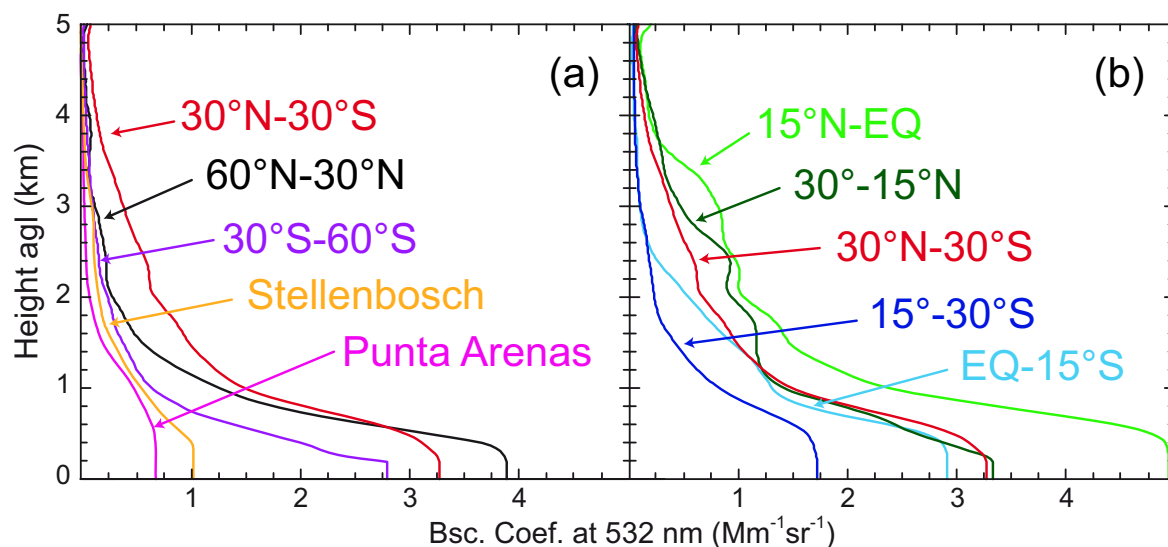 5
4
3
2
1
0
Height agl (km)
(a)
30°N-30°S
60°N-30°N
30°S-60°S
Stellenbosch
Punta Arenas
1
2
3
4
(b)
15°N-EQ
30°-15°N
30°N-30°S
15°-30°S
EQ-15°S
1
2
3
4
Bsc. Coef. at 532 nm (Mm⁻¹sr⁻¹)